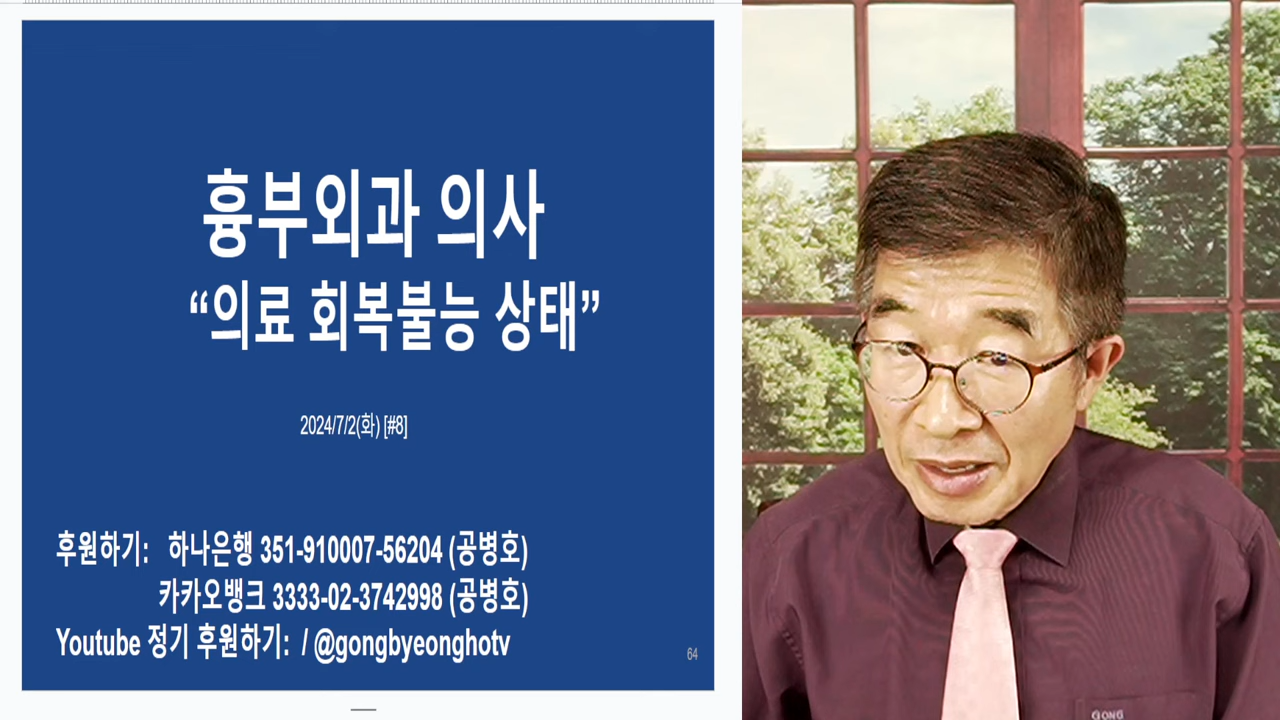 흉부외과 의사
“의료 회복불능 상태”
2024/7/2(화) [#8]
후원하기: 하나은행 351-910007-56204 (공병호)
카카오뱅크 3333-02-3742998 (공병호)
Youtube 정기 후원하기: / @gongbyeonghotv
64
GONG